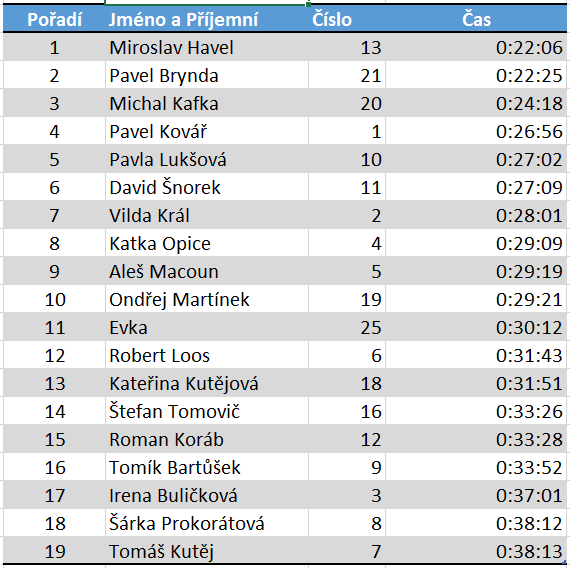 Pořadí Jméno a Příjemní Číslo Čas
1 Miroslav Havel 13 0:22:06
2 Pavel Brynda 21 0:22:25
3 Michal Kafka 20 0:24:18
4 Pavel Kovář 1 0:26:56
5 Pavla Lukšová 10 0:27:02
6 David Šnorek 11 0:27:09
7 Vilda Král 2 0:28:01
8 Katka Opice 4 0:29:09
9 Aleš Macoun 5 0:29:19
10 Ondřej Martínek 19 0:29:21
11 Evka 25 0:30:12
12 Robert Loos 6 0:31:43
13 Kateřina Kutějová 18 0:31:51
14 Štefan Tomovič 16 0:33:26
15 Roman Koráb 12 0:33:28
16 Tomík Bartůšek 9 0:33:52
17 Irena Buličková 3 0:37:01
18 Šárka Prokorátová 8 0:38:12
19 Tomáš Kutěj 7 0:38:13